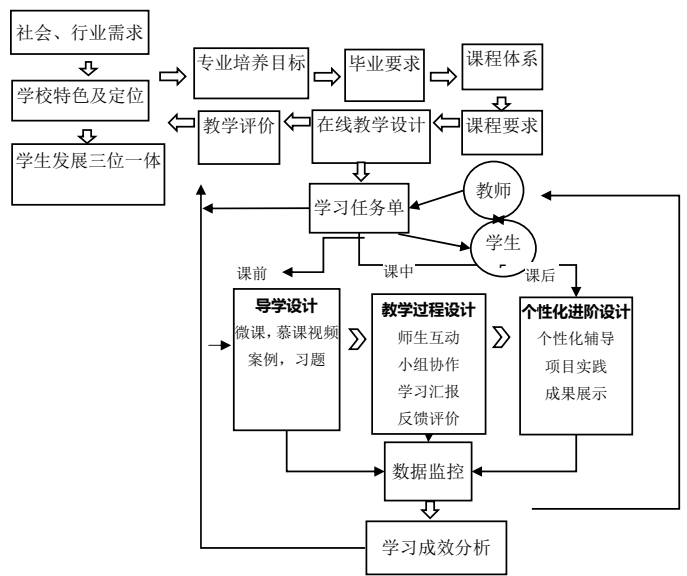 社会、行业需求
学校特色及定位
学生发展三位一体
专业培养目标
毕业要求
课程体系
教学评价
在线教学设计
课程要求
学习任务单
教师
学生
课前
课中
课后
导学设计
微课，慕课视频
案例，习题
教学过程设计
师生互动
小组协作
学习汇报
反馈评价
个性化进阶设计
个性化辅导
项目实践
成果展示
数据监控
学习成效分析